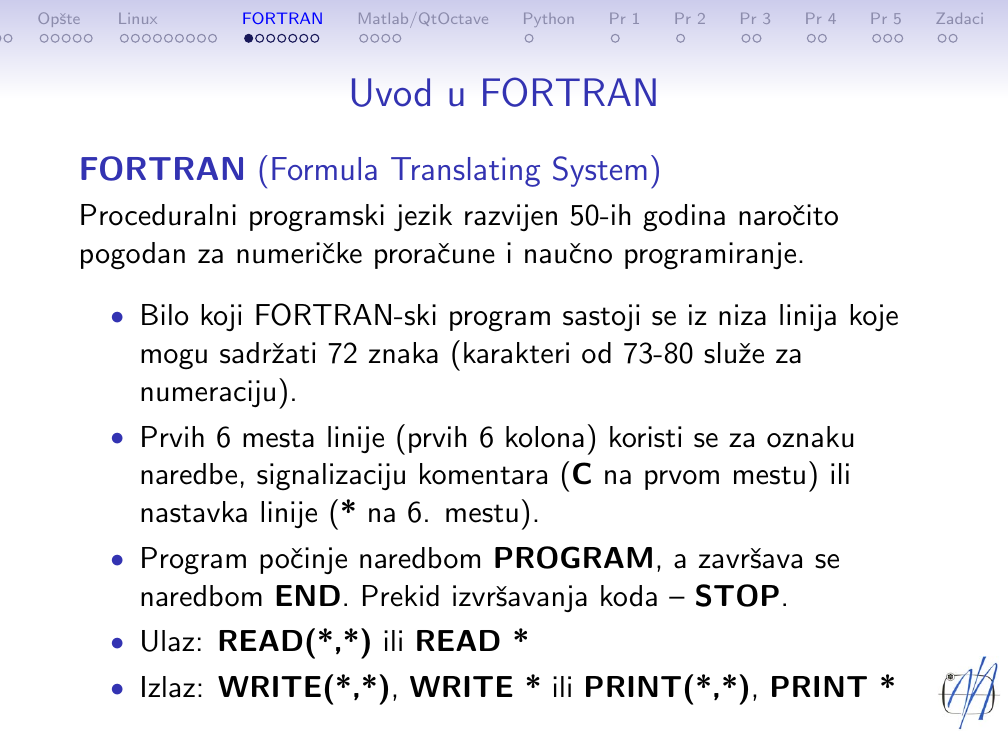 Opšte Linux FORTRAN Matlab/QtOctave Python Pr 1 Pr 2 Pr 3 Pr 4 Pr 5 Zadaci
Uvod u FORTRAN
FORTRAN (Formula Translating System)
Proceduralni programski jezik razvijen 50-ih godina naročito
pogodan za numeričke proračune i naučno programiranje.
• Bilo koji FORTRAN-ski program sastoji se iz niza linija koje
mogu sadržati 72 znaka (karakteri od 73-80 služe za
numeraciju).
• Prvih 6 mesta linije (prvih 6 kolona) koristi se za oznaku
naredbe, signalizaciju komentara (C na prvom mestu) ili
nastavka linije (* na 6. mestu).
• Program počinje naredbom PROGRAM, a završava se
naredbom END. Prekid izvršavanja koda – STOP.
• Ulaz: READ(*,*) ili READ *
• Izlaz: WRITE(*,*), WRITE * ili PRINT(*,*), PRINT *